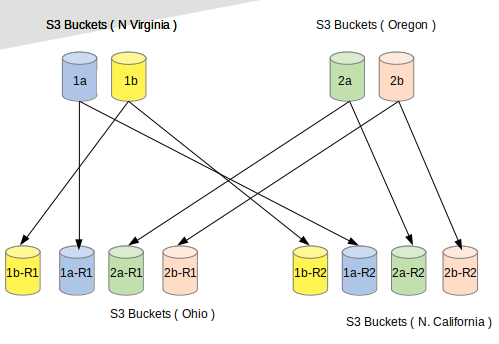 S3 Buckets ( N Virginia )
S3 Buckets ( Oregon )
1a
1b
2a
2b
1b-R1
1a-R1
2a-R1
2b-R1
1b-R2
1a-R2
2a-R2
2b-R2
S3 Buckets ( Ohio )
S3 Buckets ( N. California )